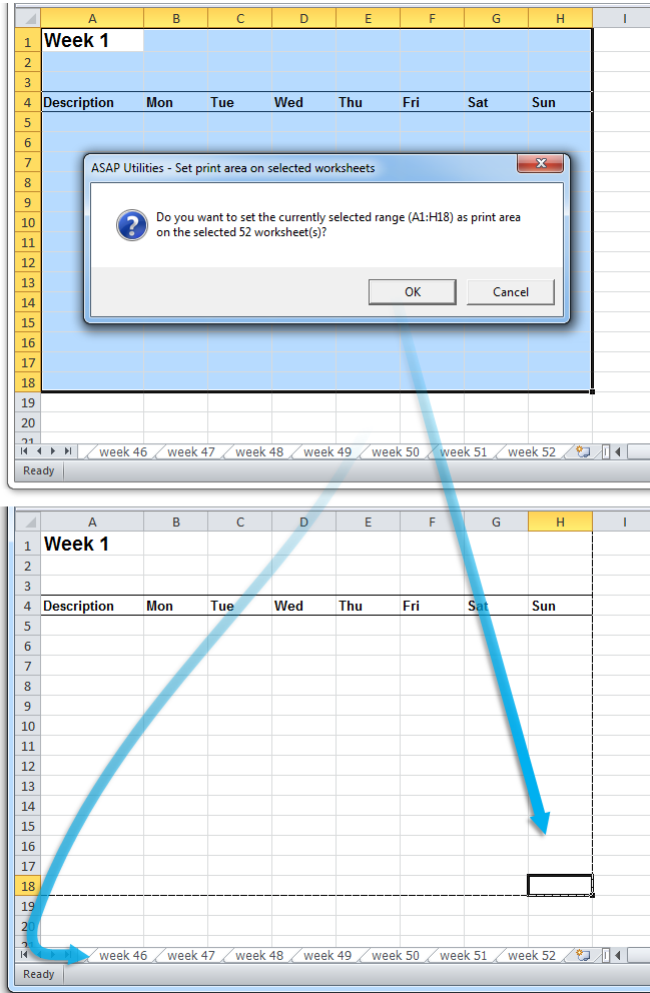 A B C D E F G H I
1 Week 1
2
3
4 Description Mon Tue Wed Thu Fri Sat Sun
5
6
7
8
9
10
11
12
13
14
15
16
17
18
19
20
21
ASAP Utilities - Set print area on selected worksheets
Do you want to set the currently selected range (A1:H18) as print area
on the selected 52 worksheet(s)?
OK Cancel
week 46 week 47 week 48 week 49 week 50 week 51 week 52
Ready
A B C D E F G H I
1 Week 1
2
3
4 Description Mon Tue Wed Thu Fri Sat Sun
5
6
7
8
9
10
11
12
13
14
15
16
17
18
19
20
21
week 46 week 47 week 48 week 49 week 50 week 51 week 52
Ready